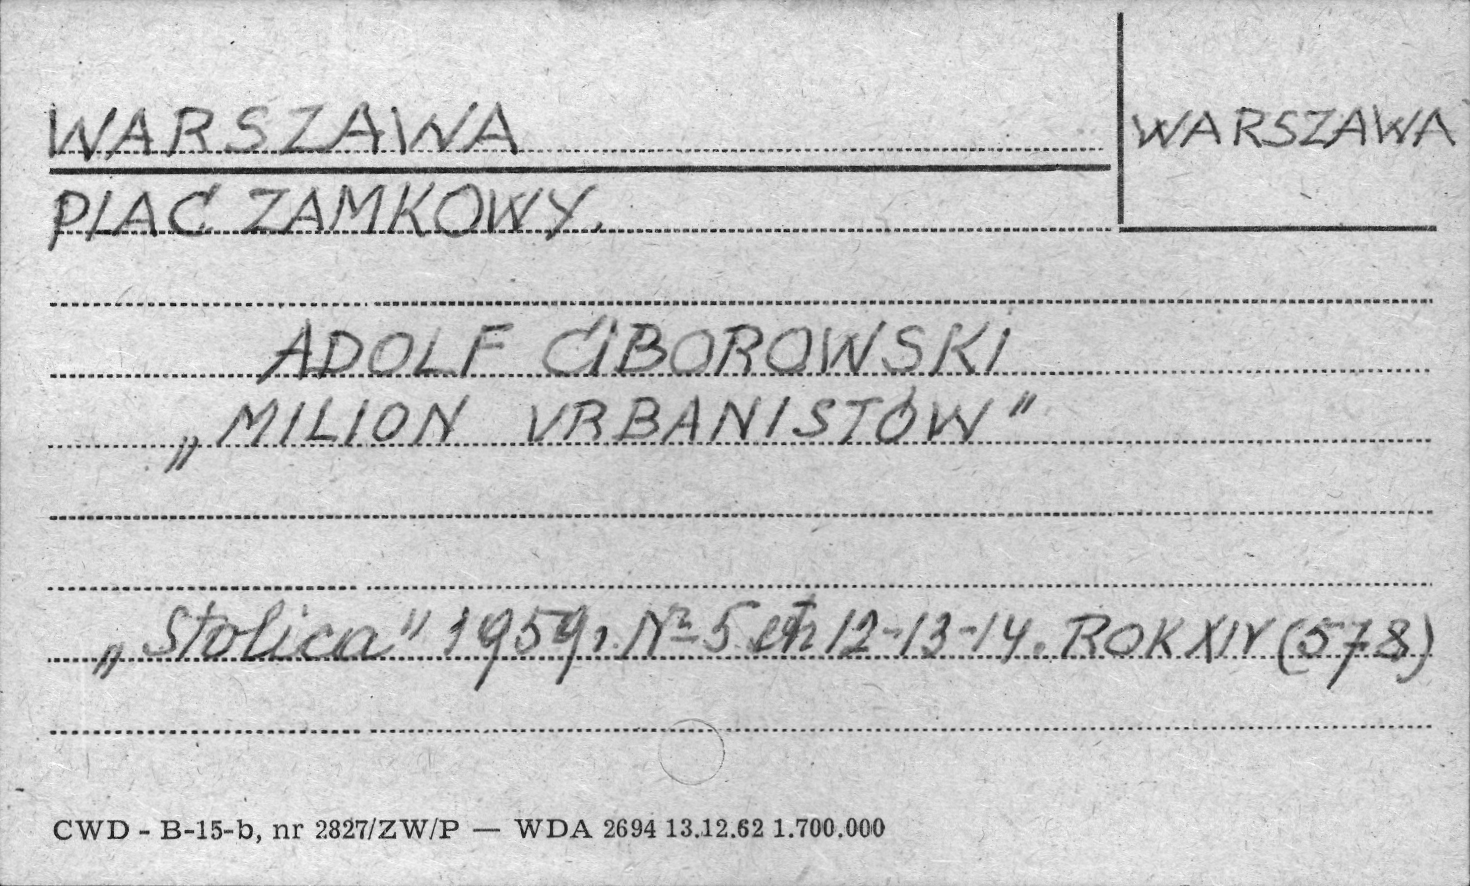 WARSZAWA
WARSZAWA
PLAC ZAMKOWY.
ADOLF CIBOROWSKI
„MILION URBANISTÓW"
„Stolica" 1959. Nr 5 str 12-13-14. ROK XIV (578)
CWD - B-15-b, nr 2827/ZW/P — WDA 2694 13.12.62 1.700.000